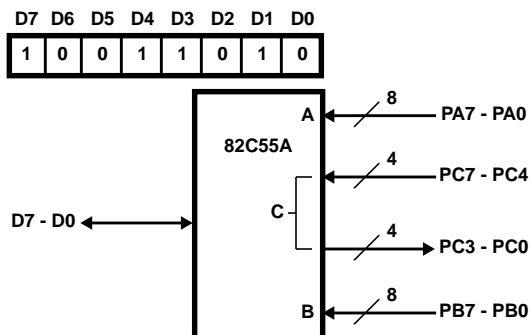 D7 D6 D5 D4 D3 D2 D1 D0
1 0 0 1 1 0 1 0
8
A PA7 - PA0
82C55A
4
PC7 - PC4
C
D7 - D0
4
PC3 - PC0
8
B PB7 - PB0